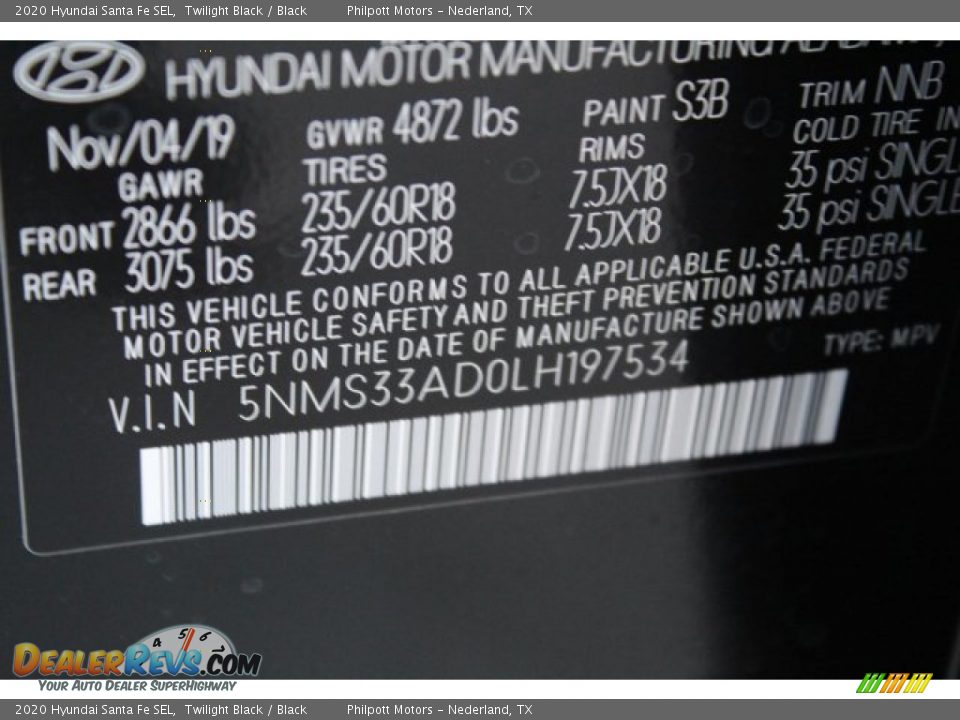 2020 Hyundai Santa Fe SEL, Twilight Black / Black Philpott Motors - Nederland, TX
HYUNDAI MOTOR MANUFACTURING
Nov/04/19 GVWR 4872 lbs PAINT S3B TRIM NNB
GAWR TIRES RIMS COLD TIRE
FRONT 2866 lbs 235/60R18 7.5JX18 35 psi SINGLE
REAR 3075 lbs 235/60R18 7.5JX18 35 psi SINGLE
THIS VEHICLE CONFORMS TO ALL APPLICABLE U.S.A. FEDERAL
MOTOR VEHICLE SAFETY AND THEFT PREVENTION STANDARDS
IN EFFECT ON THE DATE OF MANUFACTURE SHOWN ABOVE
V.I.N 5NMS33AD0LH197534 TYPE: MPV
4 5 6
DEALERREVS.COM
YOUR AUTO DEALER SUPERHIGHWAY
2020 Hyundai Santa Fe SEL, Twilight Black / Black Philpott Motors - Nederland, TX